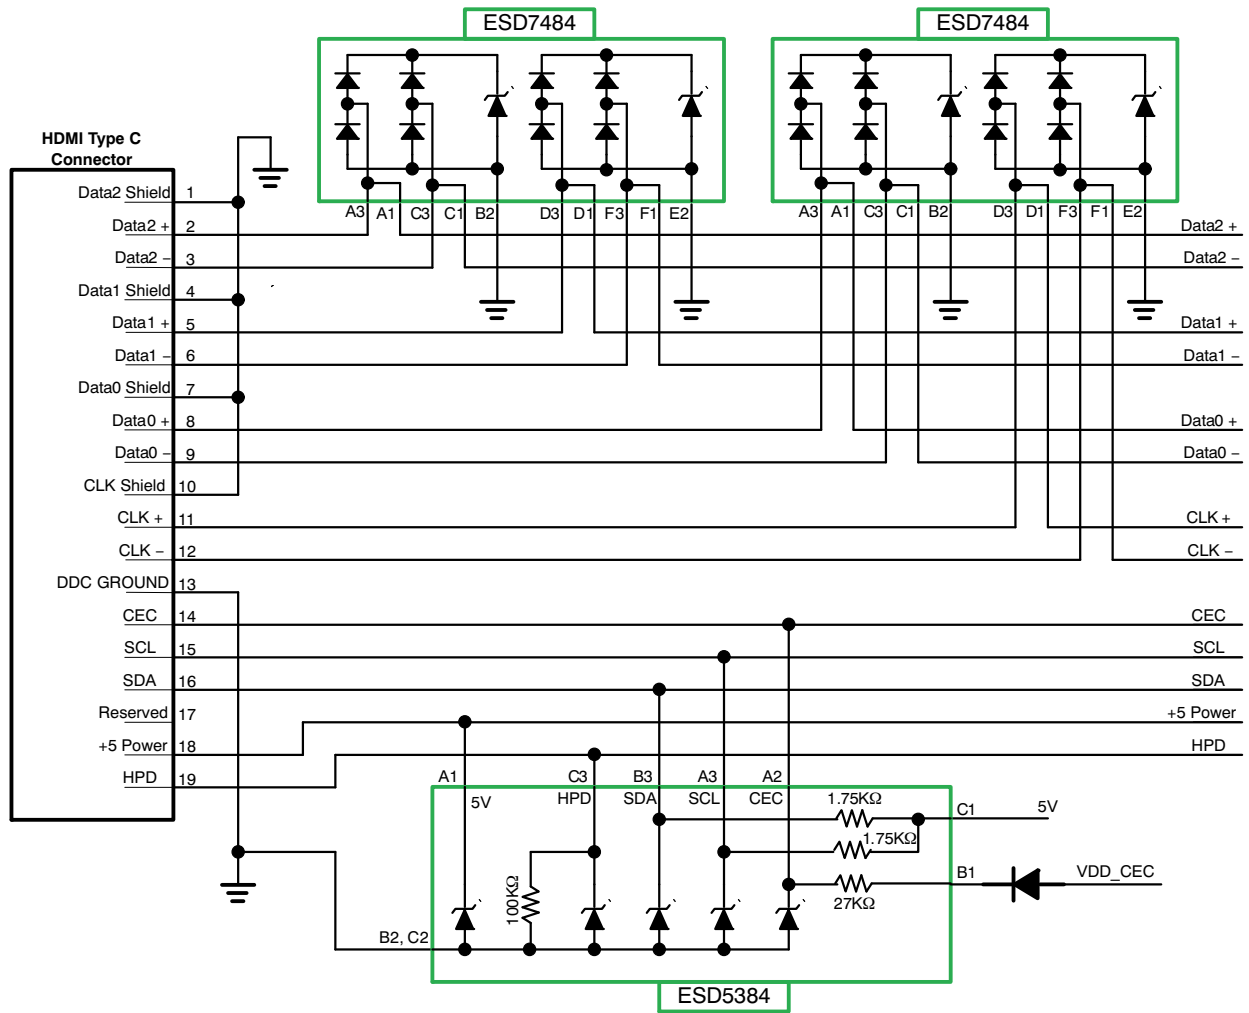 ESD7484
ESD7484
HDMI Type C
Connector
A3 A1 C3 C1 B2 D3 D1 F3 F1 E2
A3 A1 C3 C1 B2 D3 D1 F3 F1 E2
Data2 Shield 1
Data2 + 2 Data2 +
Data2 − 3 Data2 −
Data1 Shield 4
Data1 + 5 Data1 +
Data1 − 6 Data1 −
Data0 Shield 7
Data0 + 8 Data0 +
Data0 − 9 Data0 −
CLK Shield 10
CLK + 11 CLK +
CLK − 12 CLK −
DDC GROUND 13
CEC 14 CEC
SCL 15 SCL
SDA 16 SDA
Reserved 17
+5 Power 18 +5 Power
HPD 19 HPD
A1 C3 B3 A3 A2
5V HPD SDA SCL CEC
1.75KΩ C1 5V
1.75KΩ
B1 VDD_CEC
27KΩ
100KΩ
B2, C2
ESD5384